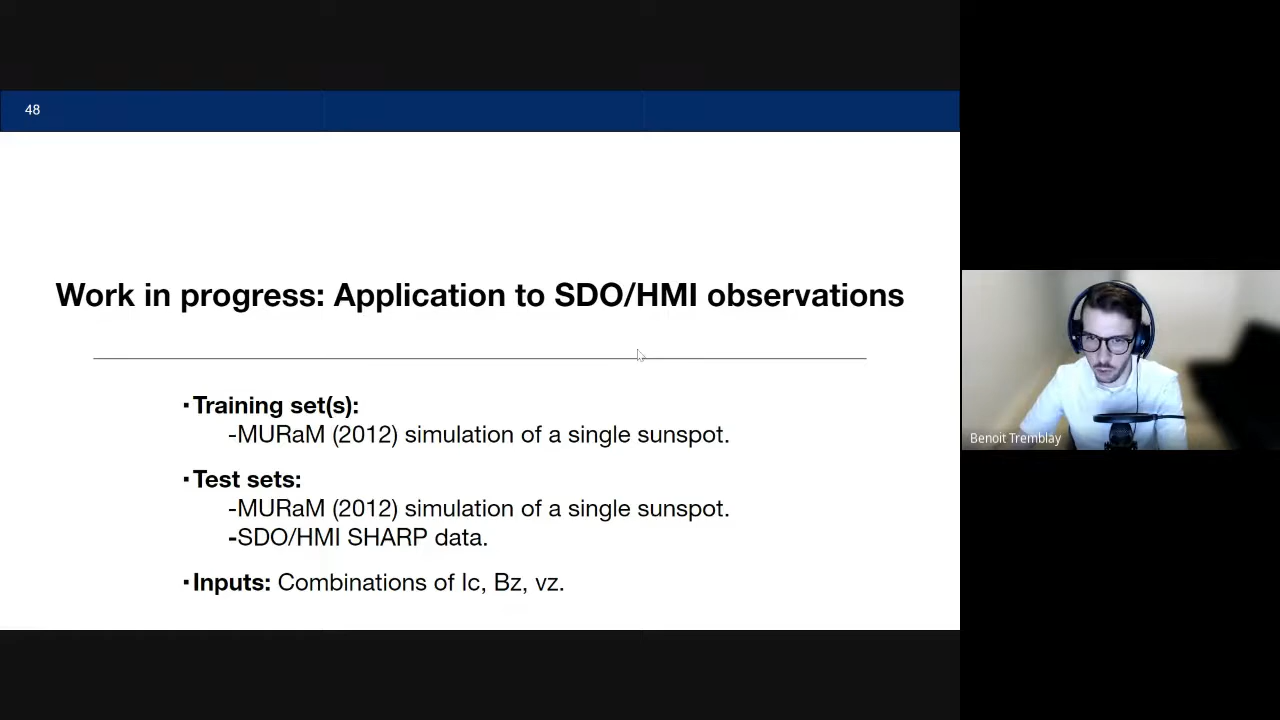 48
Work in progress: Application to SDO/HMI observations
▪Training set(s):
-MURaM (2012) simulation of a single sunspot.
▪Test sets:
-MURaM (2012) simulation of a single sunspot.
-SDO/HMI SHARP data.
▪Inputs: Combinations of Ic, Bz, vz.
Benoit Tremblay